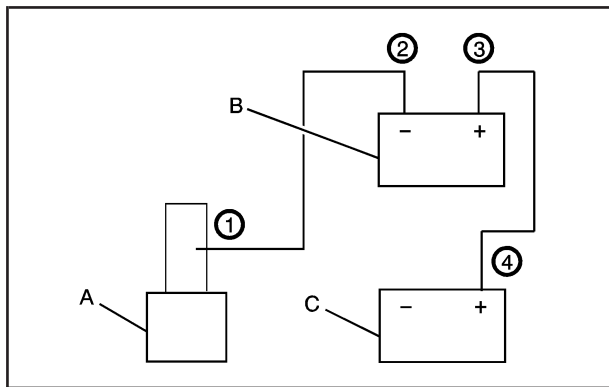 ② ③
B
− +
①
④
A
C
− +